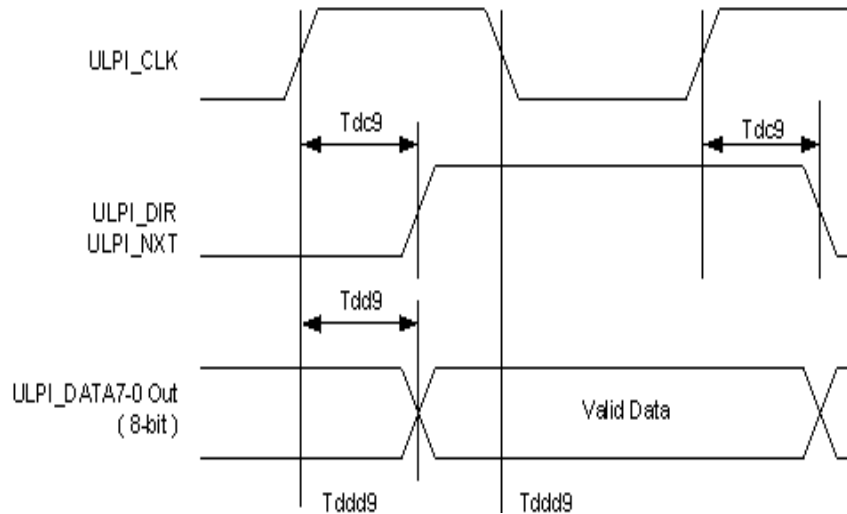 ULPI_CLK
Tdc9
Tdc9
ULPI_DIR
ULPI_NXT
Tdd9
ULPI_DATA7-0 Out
( 8-bit )
Valid Data
Tddd9
Tddd9